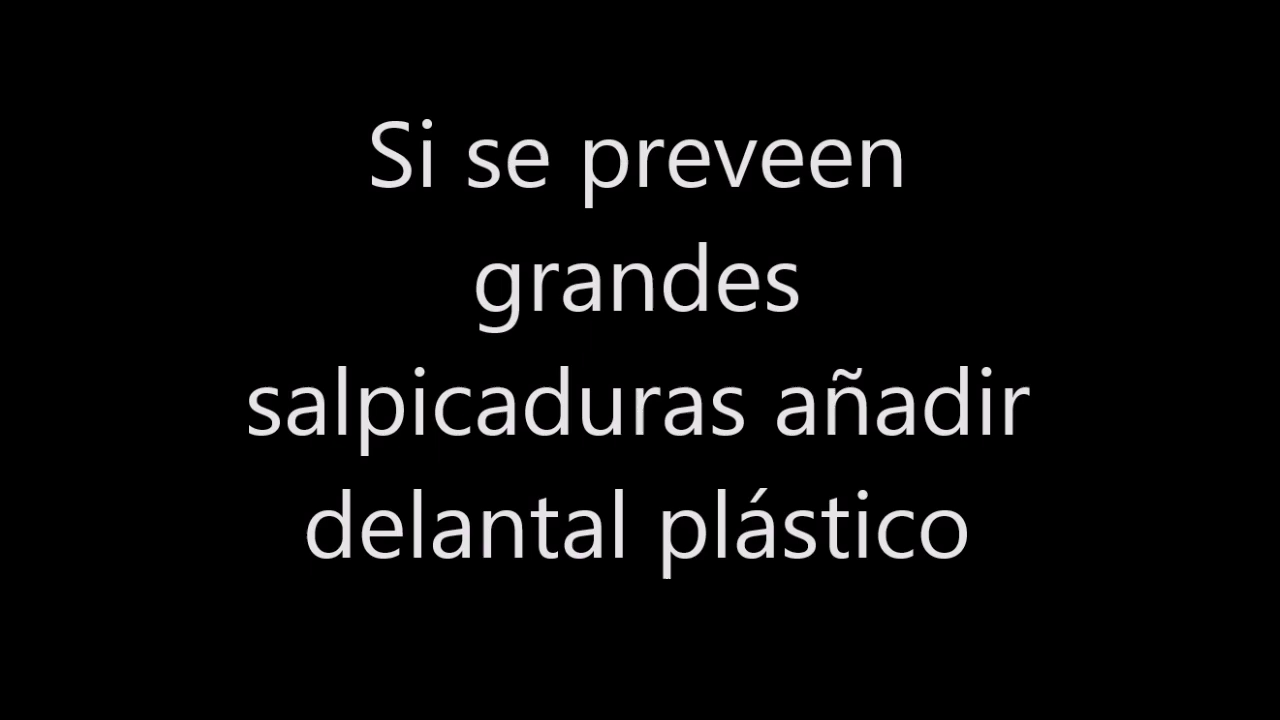 Si se preveen
grandes
salpicaduras añadir
delantal plástico